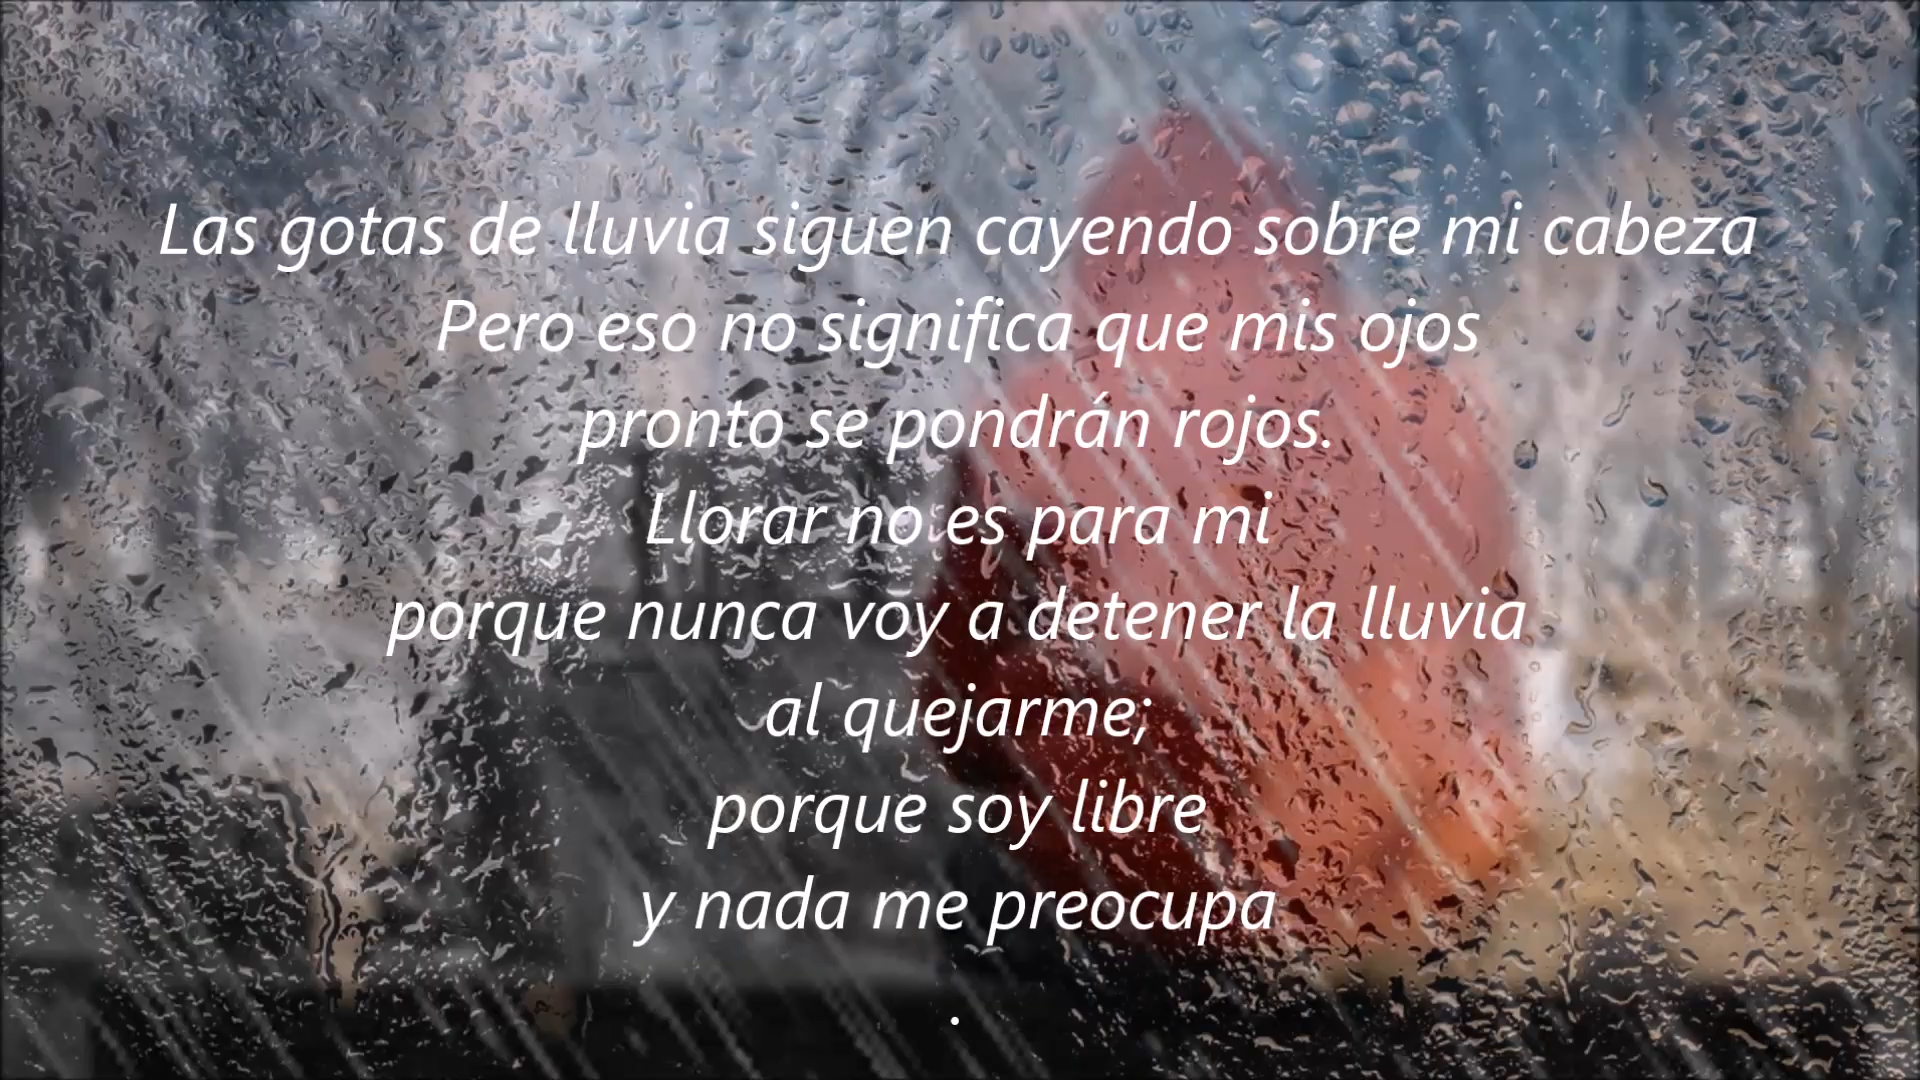 Las gotas de lluvia siguen cayendo sobre mi cabeza
Pero eso no significa que mis ojos
pronto se pondrán rojos.
Llorar no es para mi
porque nunca voy a detener la lluvia
al quejarme;
porque soy libre
y nada me preocupa
.